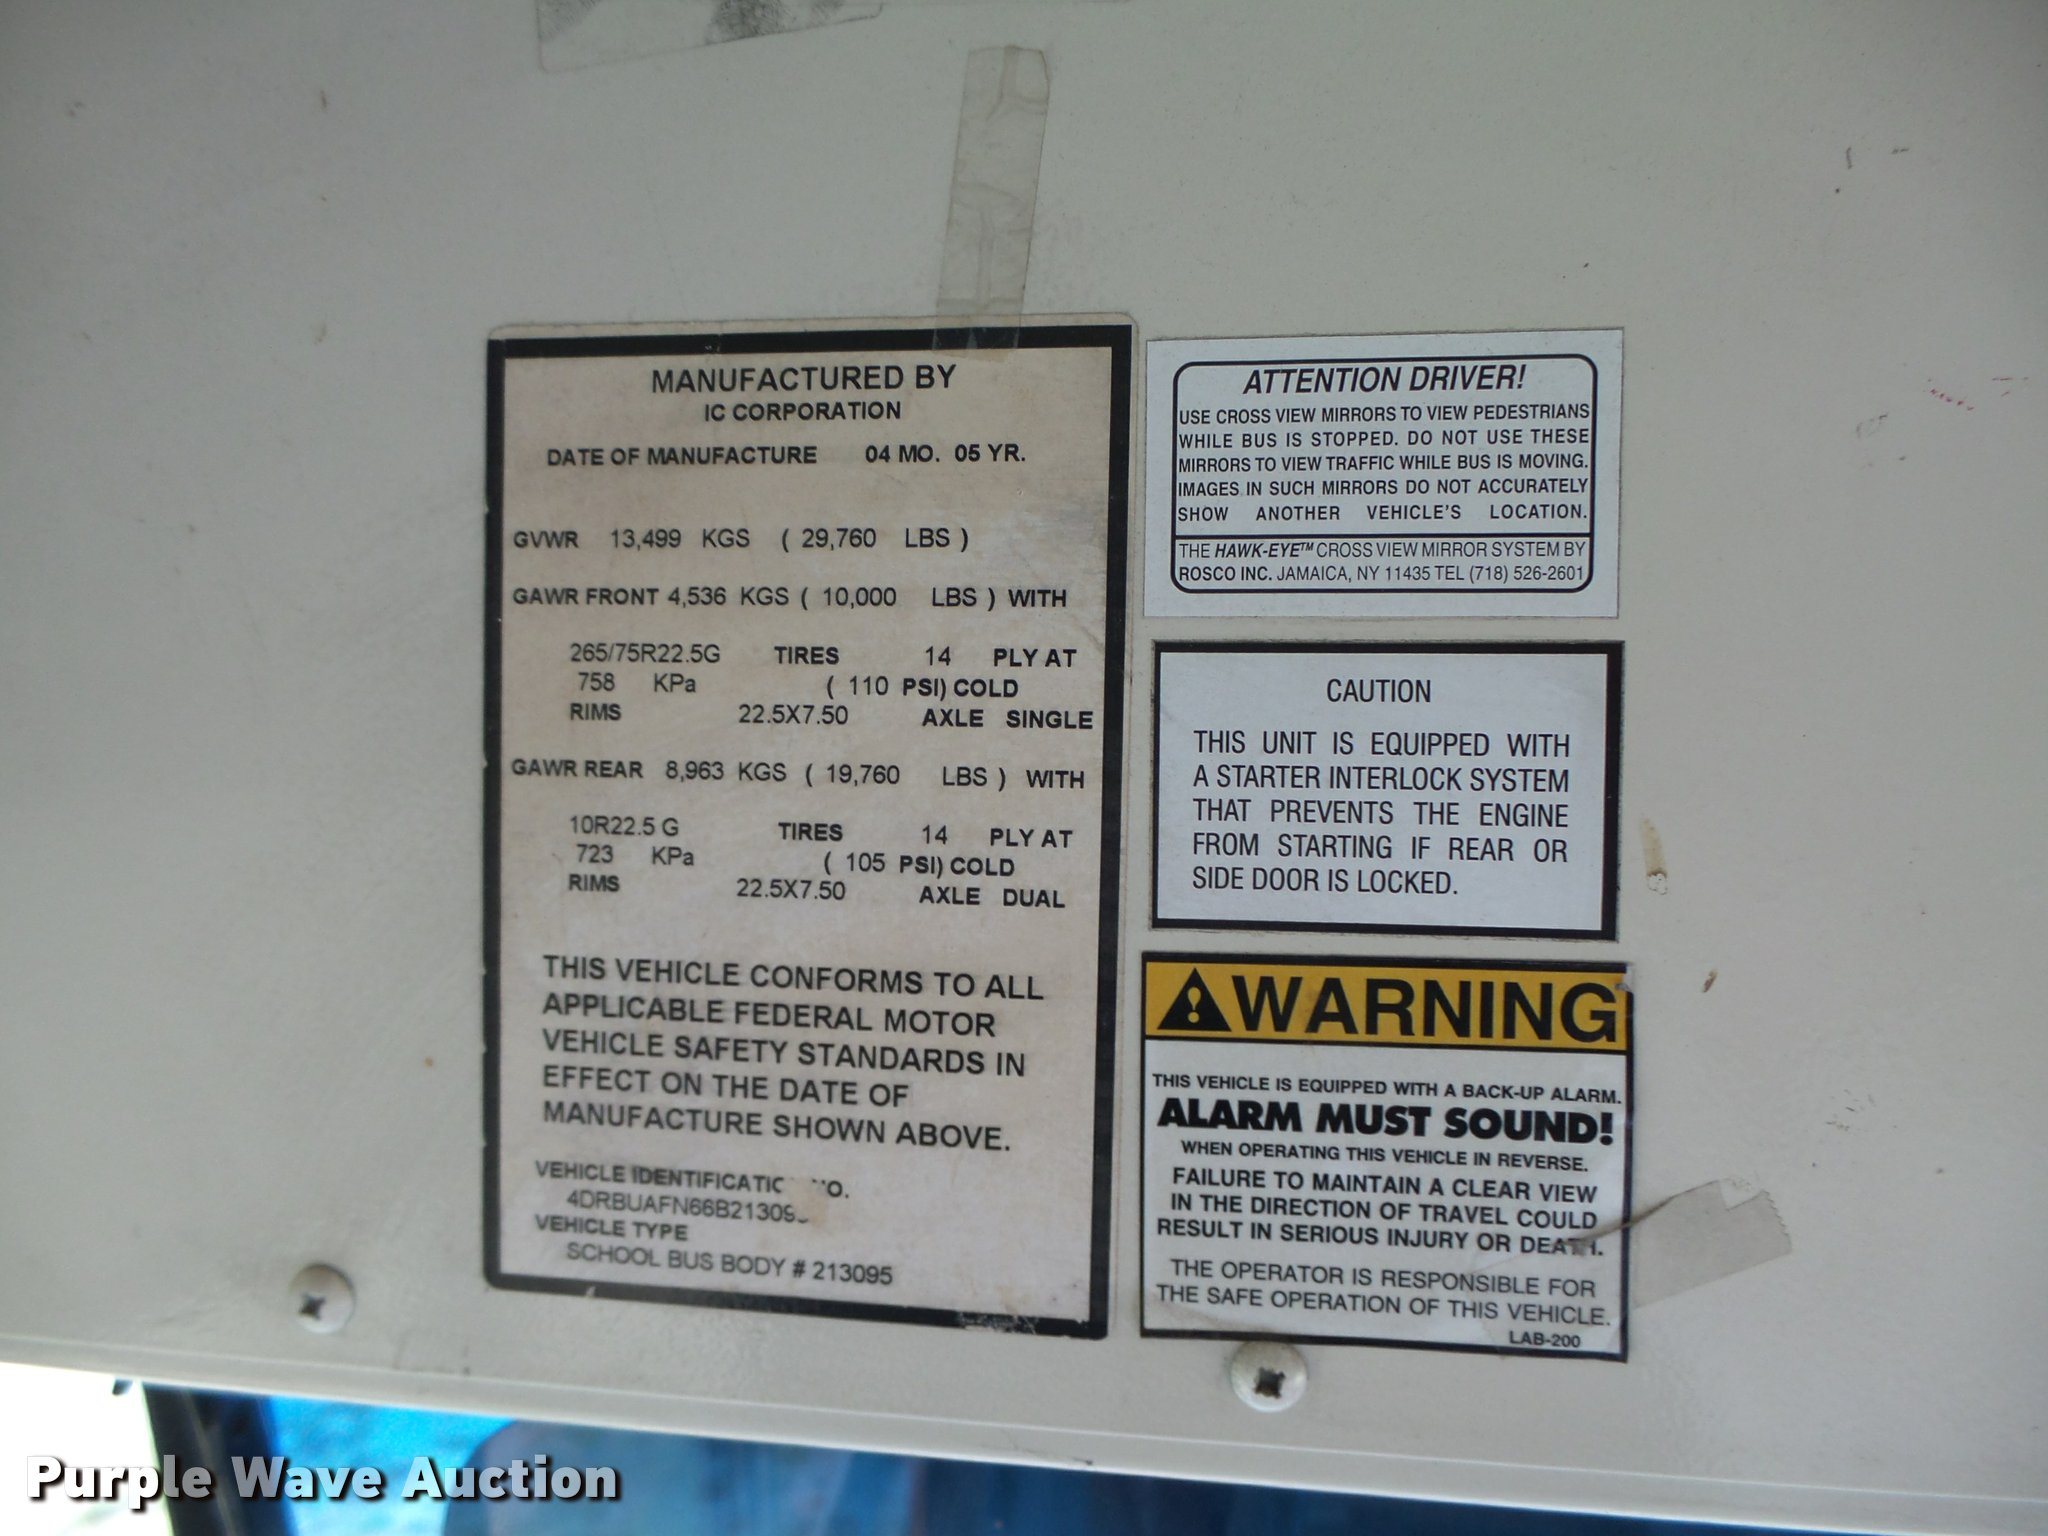 MANUFACTURED BY
IC CORPORATION
DATE OF MANUFACTURE 04 MO. 05 YR.
GVWR 13,499 KGS ( 29,760 LBS )
GAWR FRONT 4,536 KGS ( 10,000 LBS ) WITH
265/75R22.5G TIRES 14 PLY AT
758 KPa ( 110 PSI) COLD
RIMS 22.5X7.50 AXLE SINGLE
GAWR REAR 8,963 KGS ( 19,760 LBS ) WITH
10R22.5 G TIRES 14 PLY AT
723 KPa ( 105 PSI) COLD
RIMS 22.5X7.50 AXLE DUAL
THIS VEHICLE CONFORMS TO ALL
APPLICABLE FEDERAL MOTOR
VEHICLE SAFETY STANDARDS IN
EFFECT ON THE DATE OF
MANUFACTURE SHOWN ABOVE.
VEHICLE
VEHICLE TYPE
SCHOOL BUS BODY # 213095
ATTENTION DRIVER!
USE CROSS VIEW MIRRORS TO VIEW PEDESTRIANS
WHILE BUS IS STOPPED. DO NOT USE THESE
MIRRORS TO VIEW TRAFFIC WHILE BUS IS MOVING.
IMAGES IN SUCH MIRRORS DO NOT ACCURATELY
SHOW ANOTHER VEHICLE'S LOCATION.
THE HAWK-EYE™ CROSS VIEW MIRROR SYSTEM BY
ROSCO INC. JAMAICA, NY 11435 TEL (718) 526-2601
CAUTION
THIS UNIT IS EQUIPPED WITH
A STARTER INTERLOCK SYSTEM
THAT PREVENTS THE ENGINE
FROM STARTING IF REAR OR
SIDE DOOR IS LOCKED.
WARNING
THIS VEHICLE IS EQUIPPED WITH A BACK-UP ALARM.
ALARM MUST SOUND!
WHEN OPERATING THIS VEHICLE IN REVERSE.
FAILURE TO MAINTAIN A CLEAR VIEW
IN THE DIRECTION OF TRAVEL COULD
RESULT IN SERIOUS INJURY OR DEATH.
THE OPERATOR IS RESPONSIBLE FOR
THE SAFE OPERATION OF THIS VEHICLE.
LAB-200
Purple Wave Auction